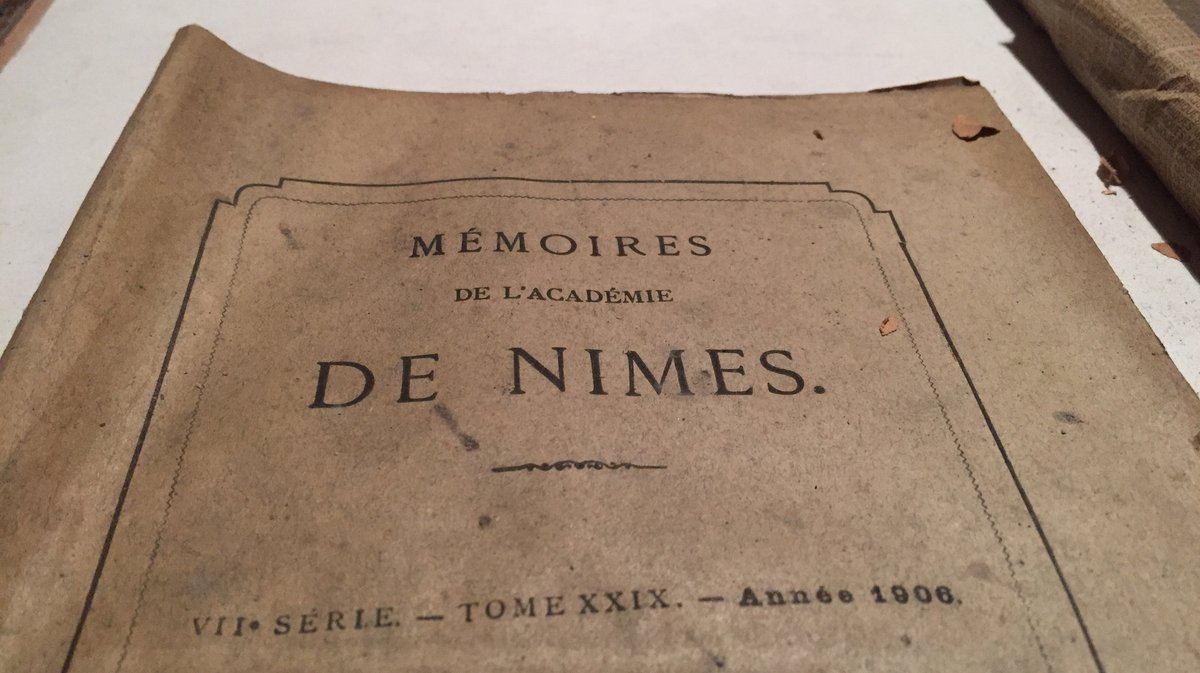 MÉMOIRES
DE L'ACADÉMIE
DE NIMES.
VIIe SÉRIE. — TOME XXIX. — Année 1906.